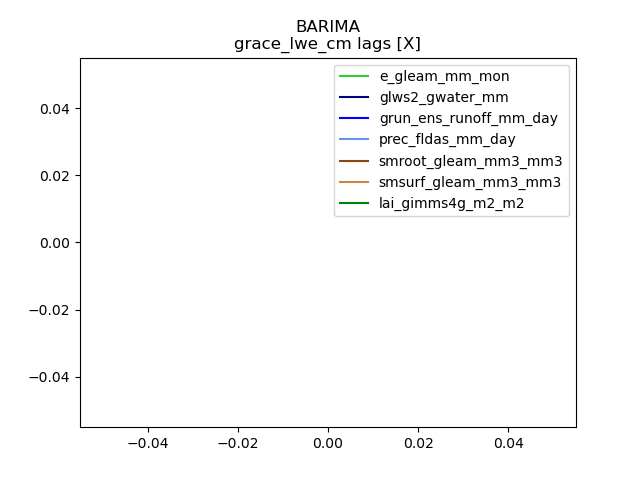 BARIMA
grace_lwe_cm lags [X]
e_gleam_mm_mon
glws2_gwater_mm
grun_ens_runoff_mm_day
prec_fldas_mm_day
smroot_gleam_mm3_mm3
smsurf_gleam_mm3_mm3
lai_gimms4g_m2_m2
0.04
0.02
0.00
−0.02
−0.04
−0.04 −0.02 0.00 0.02 0.04